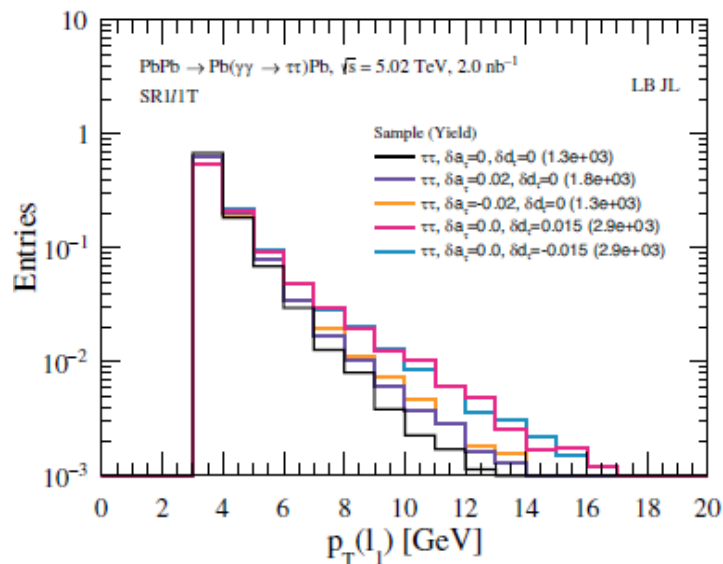 10
PbPb → Pb(γγ → ττ)Pb, √s = 5.02 TeV, 2.0 nb⁻¹
SR1/1T
LB JL
1
Sample (Yield)
ττ, δa_τ=0, δd_τ=0 (1.3e+03)
ττ, δa_τ=0.02, δd_τ=0 (1.8e+03)
ττ, δa_τ=-0.02, δd_τ=0 (1.3e+03)
ττ, δa_τ=0.0, δd_τ=0.015 (2.9e+03)
ττ, δa_τ=0.0, δd_τ=-0.015 (2.9e+03)
Entries
10⁻¹
10⁻²
10⁻³
0 2 4 6 8 10 12 14 16 18 20
p_T(l_1) [GeV]